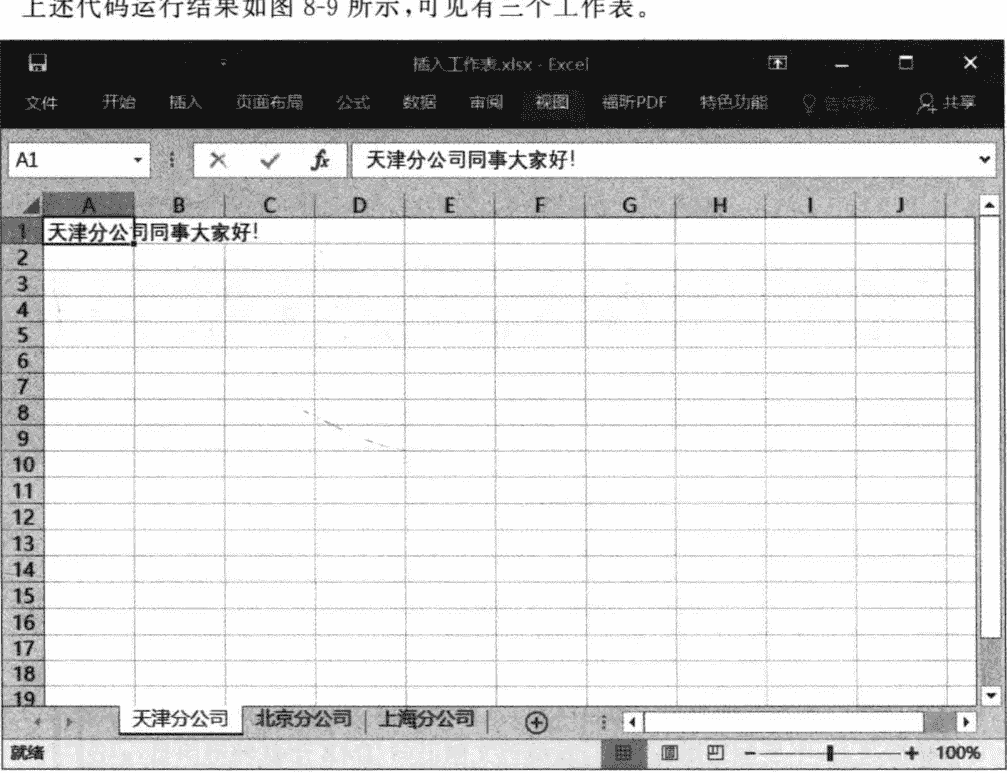 上述代码运行结果如图 8-9 所示,可见有三个工作表。
插入工作表.xlsx - Excel
文件 开始 插入 页面布局 公式 数据 审阅 视图 福昕PDF 特色功能 告诉我... 共享
A1 fx 天津分公司同事大家好!
A B C D E F G H I J
1 天津分公司同事大家好!
2
3
4
5
6
7
8
9
10
11
12
13
14
15
16
17
18
19
天津分公司 北京分公司 上海分公司
就绪 100%